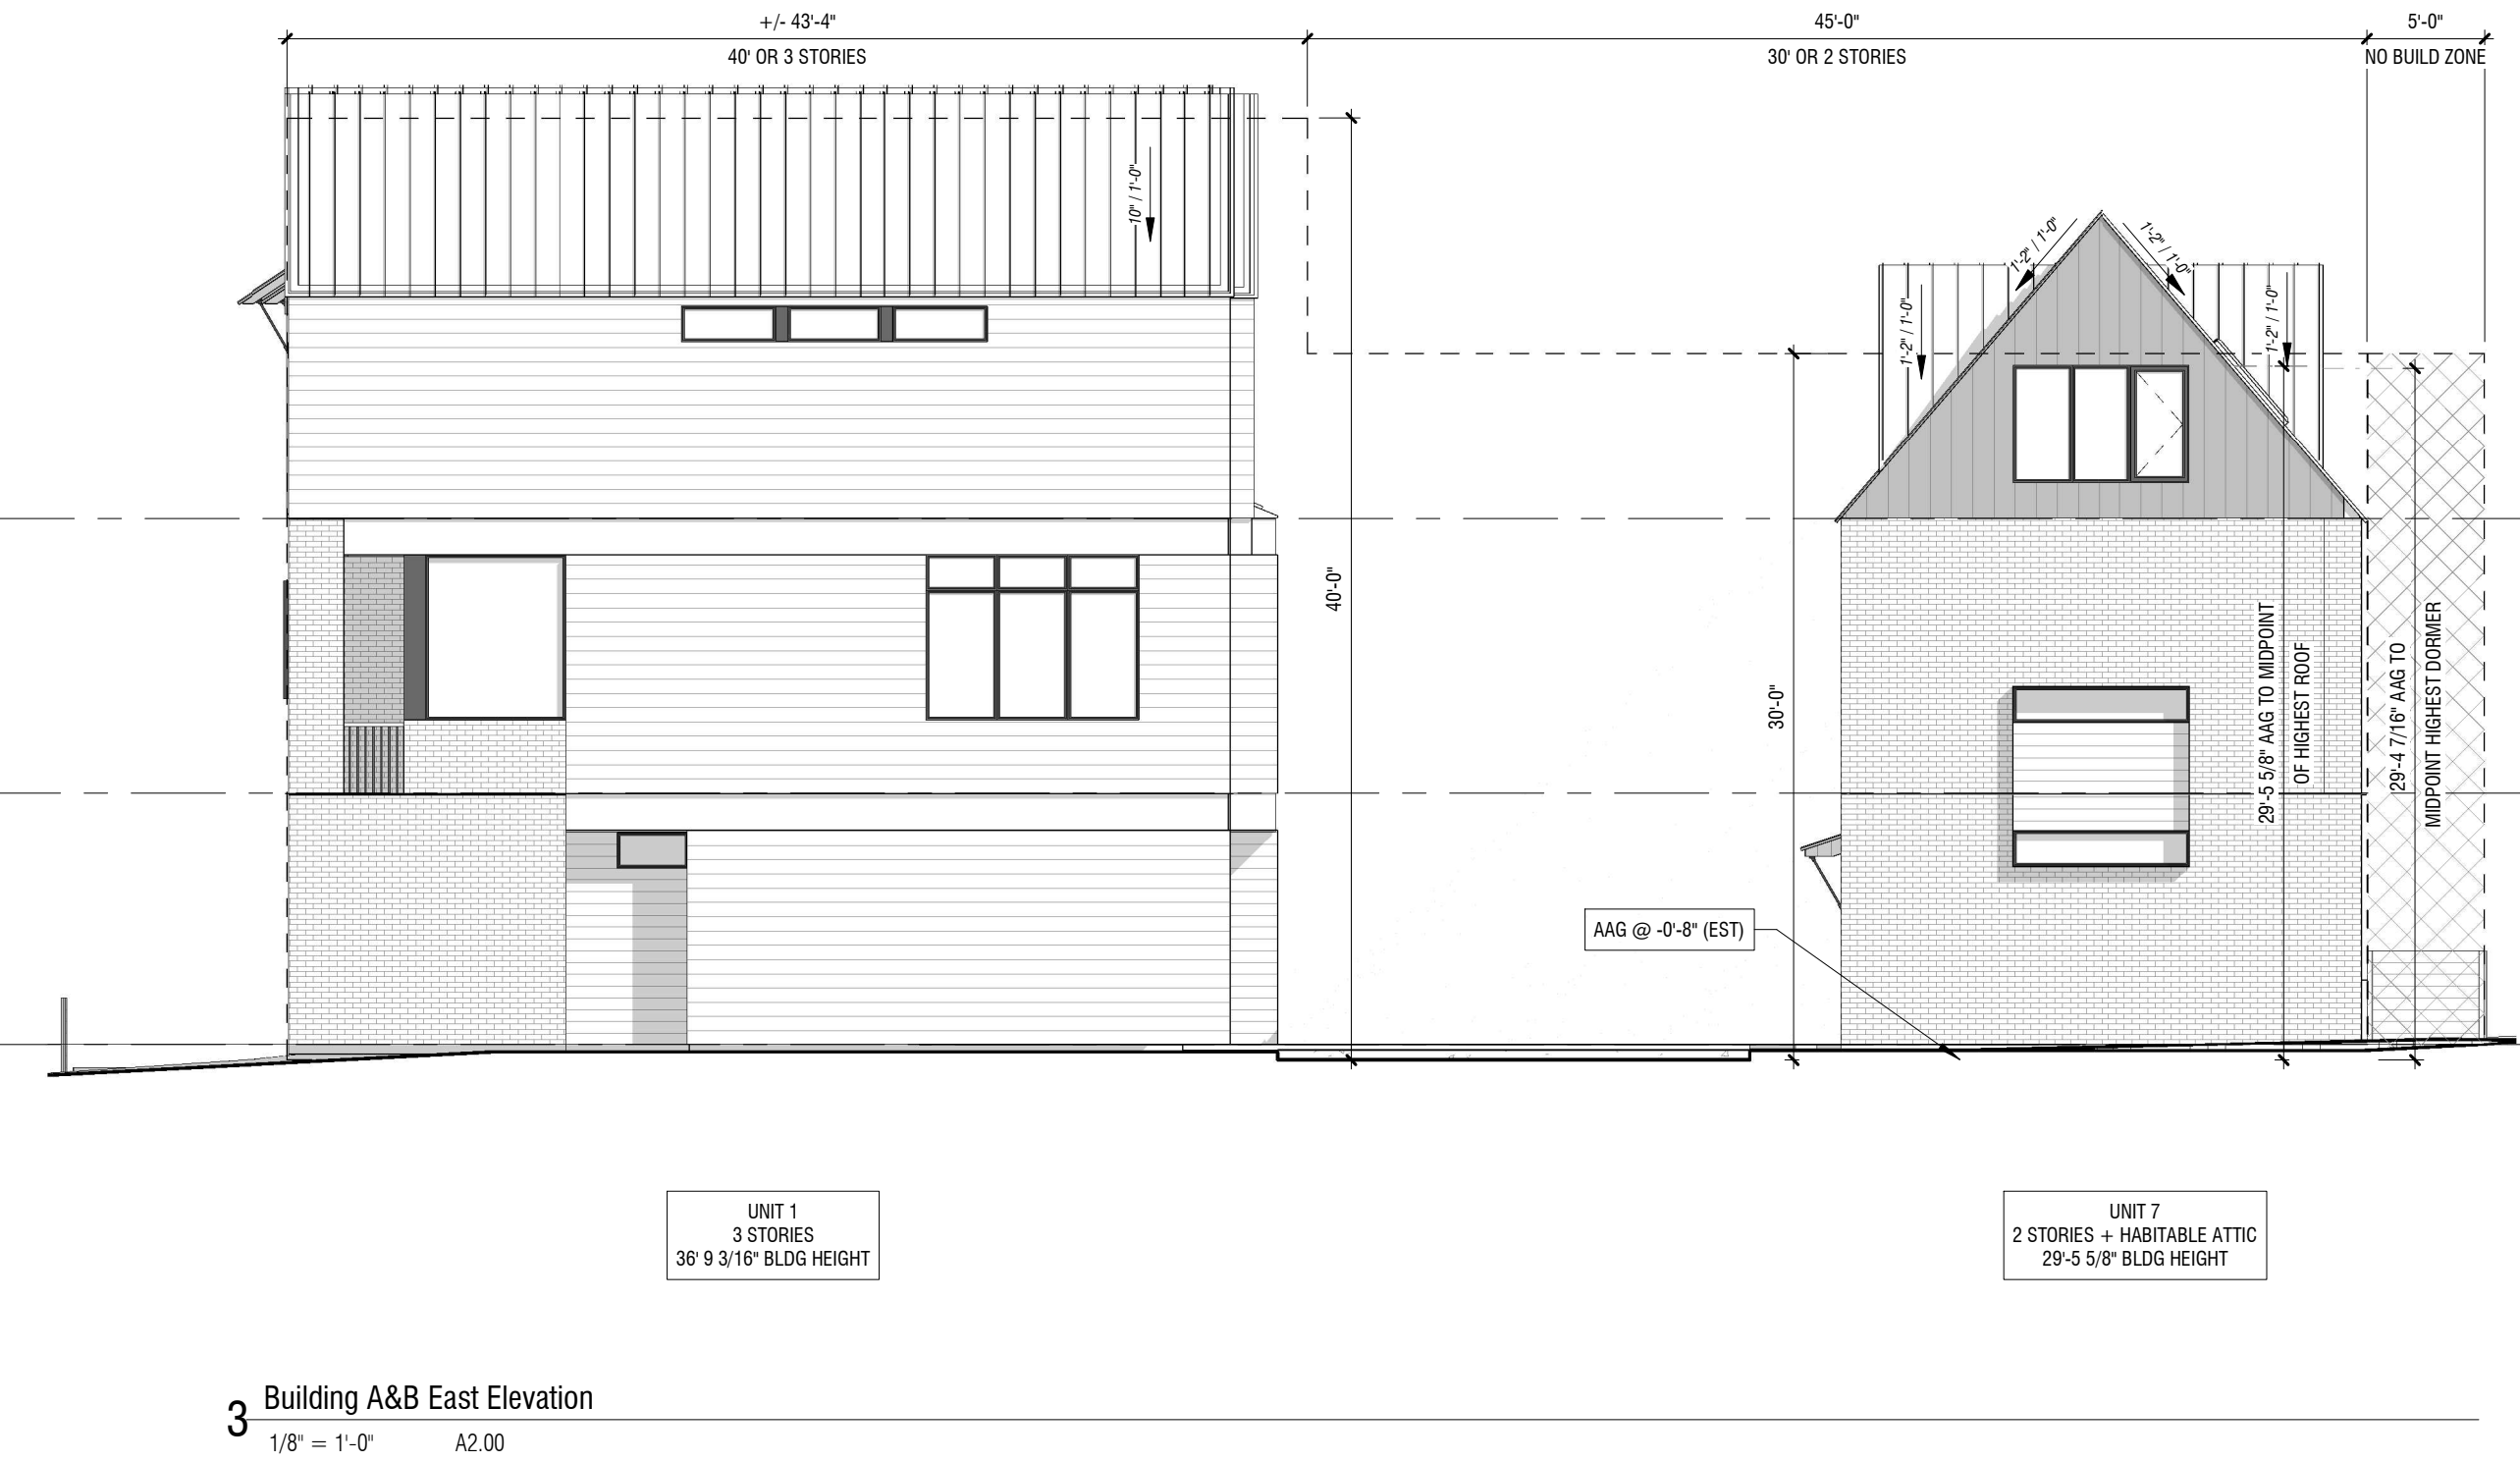 +/- 43'-4" 45'-0" 5'-0"
40' OR 3 STORIES 30' OR 2 STORIES NO BUILD ZONE
10" / 1'-0"
1'-2" / 1'-0"
1'-2" / 1'-0"
1'-2" / 1'-0"
1'-2" / 1'-0"
40'-0"
30'-0"
29'-5 5/8" AAG TO MIDPOINT
OF HIGHEST ROOF
29'-4 7/16" AAG TO
MIDPOINT HIGHEST DORMER
AAG @ -0'-8" (EST)
UNIT 1
3 STORIES
36' 9 3/16" BLDG HEIGHT
UNIT 7
2 STORIES + HABITABLE ATTIC
29'-5 5/8" BLDG HEIGHT
3 Building A&B East Elevation
1/8" = 1'-0" A2.00